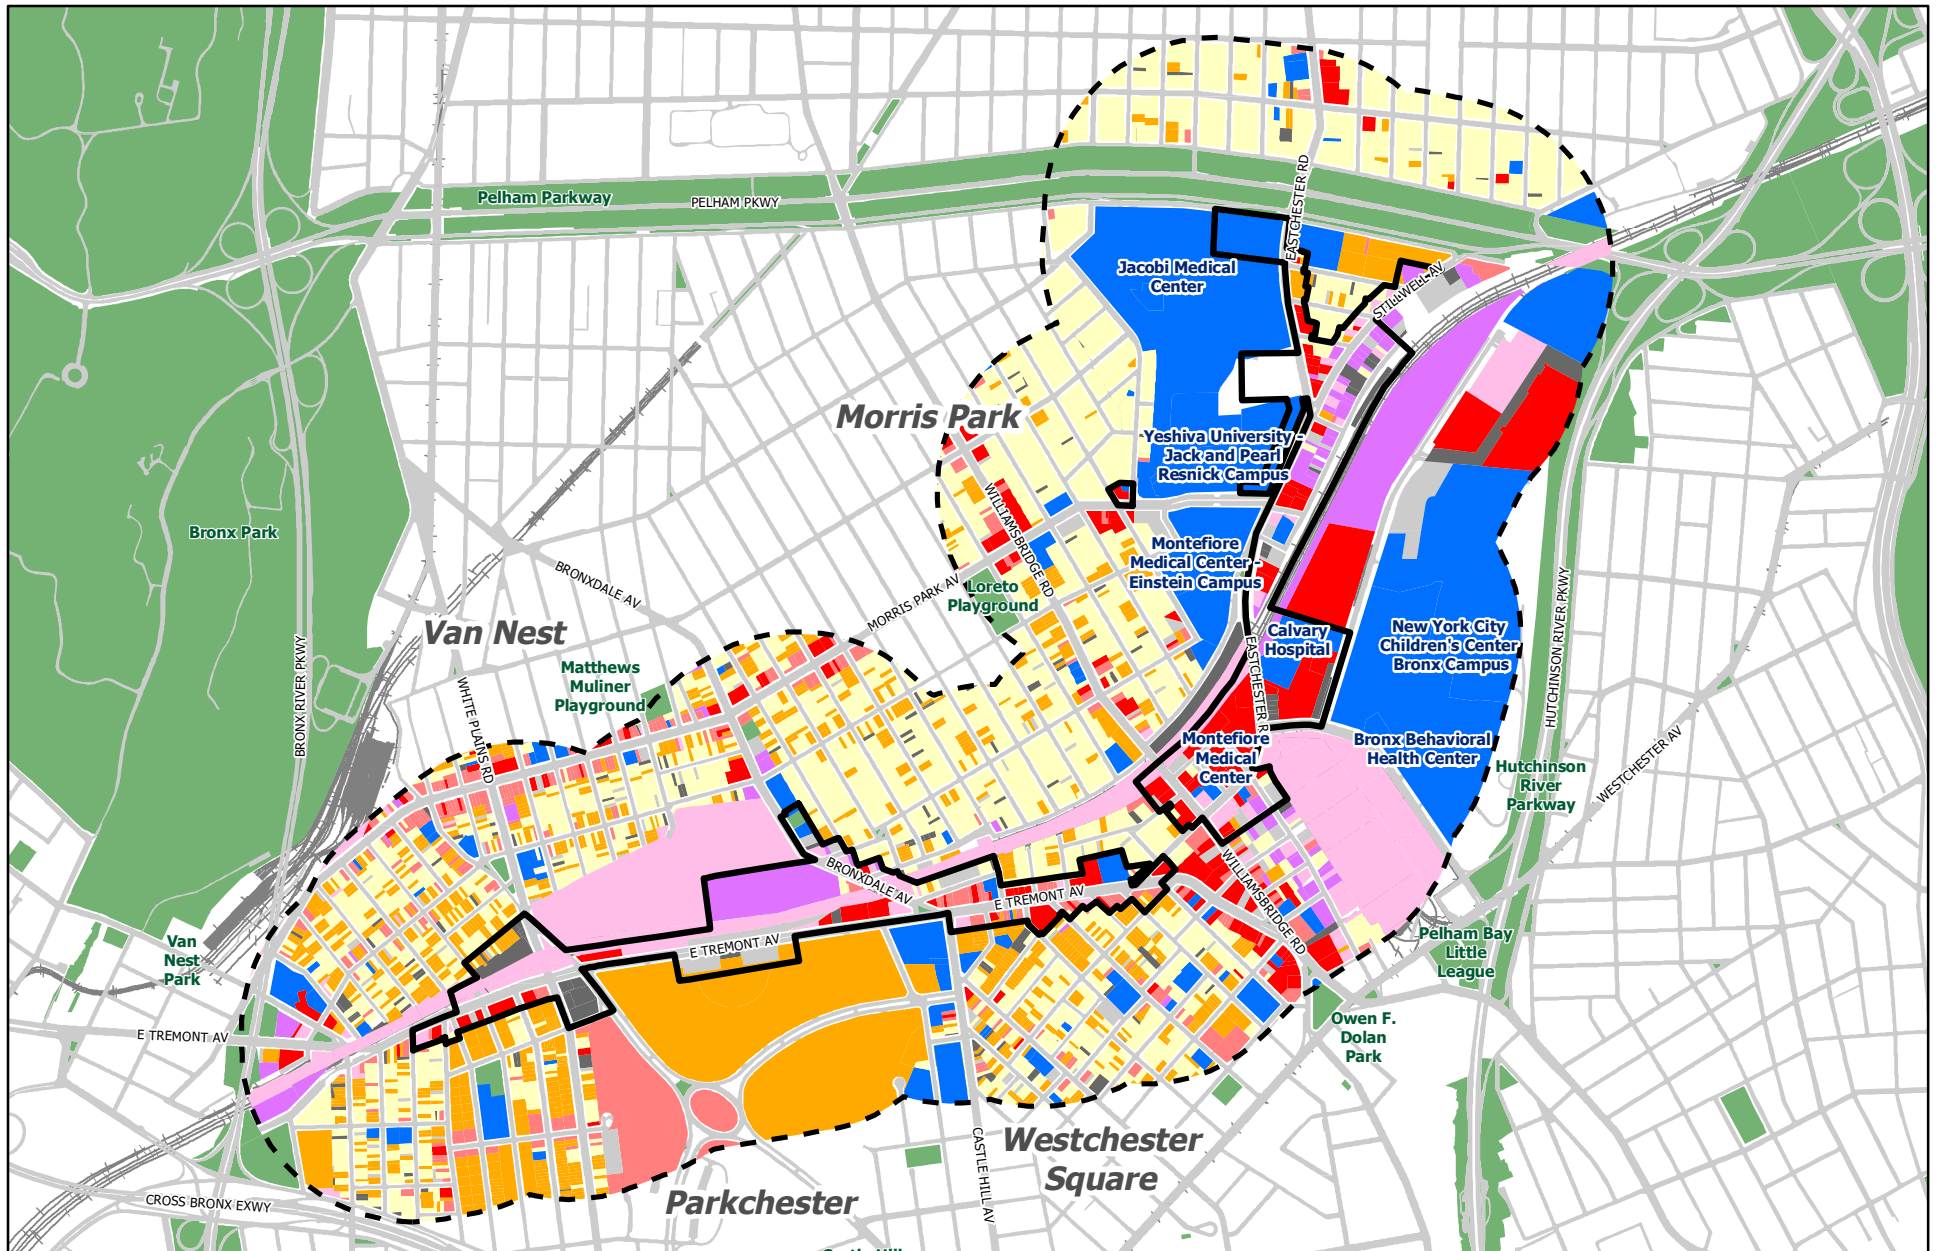 Pelham Parkway
PELHAM PKWY
EASTCHESTER RD
Jacobi Medical
Center
STILLWELL AV
Morris Park
Yeshiva University -
Jack and Pearl
Resnick Campus
WILLIAMSBRIDGE RD
Bronx Park
Montefiore
Medical Center -
Einstein Campus
BRONXDALE AV
MORRIS PARK AV
Loreto
Playground
HUTCHINSON RIVER PKWY
Van Nest
Calvary
Hospital
New York City
Children's Center
Bronx Campus
EASTCHESTER R
Matthews
Muliner
Playground
BRONX RIVER PKWY
WHITE PLAINS RD
Montefiore
Medical
Center
Bronx Behavioral
Health Center
Hutchinson
River
Parkway
WESTCHESTER AV
BRONXDALE AV
E TREMONT AV
WILLIAMSBRIDGE RD
Van
Nest
Park
E TREMONT AV
Pelham Bay
Little
League
E TREMONT AV
Owen F.
Dolan
Park
CASTLE HILL AV
Westchester
Square
Parkchester
CROSS BRONX EXWY